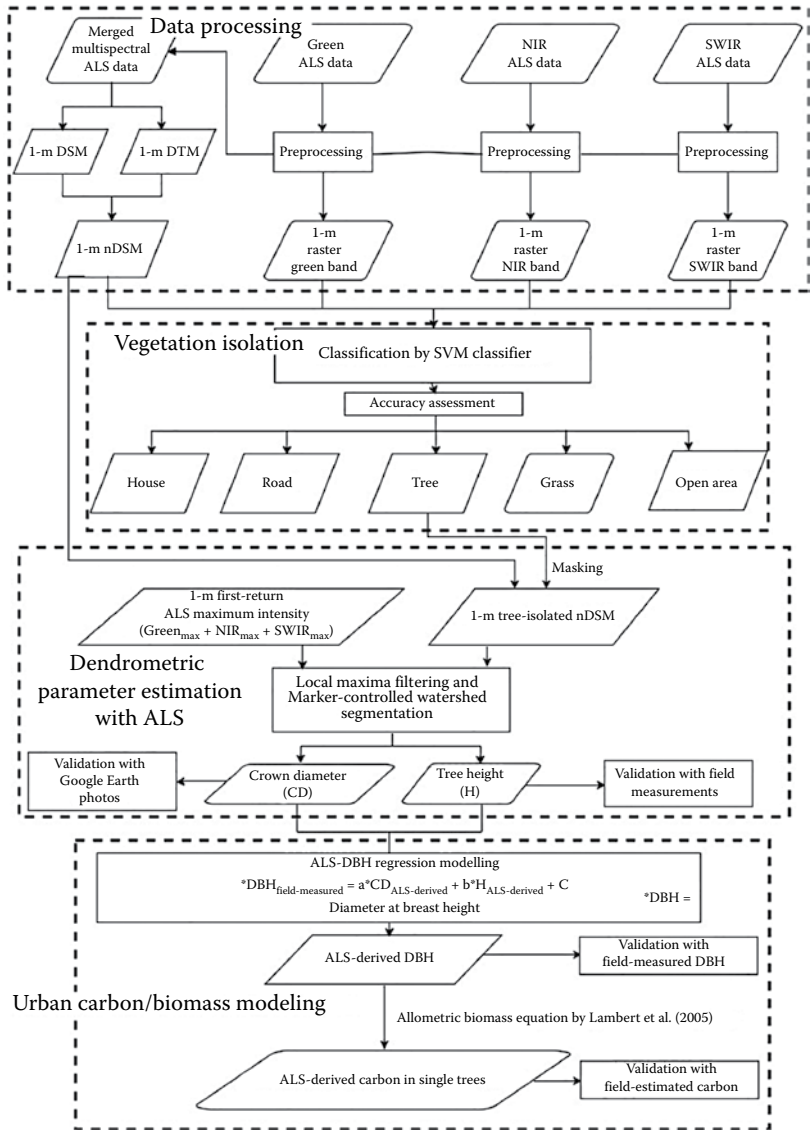 Data processing
Merged
multispectral
ALS data
Green
ALS data
NIR
ALS data
SWIR
ALS data
1-m DSM
1-m DTM
Preprocessing
Preprocessing
Preprocessing
1-m nDSM
1-m
raster
green band
1-m
raster
NIR band
1-m
raster
SWIR band
Vegetation isolation
Classification by SVM classifier
Accuracy assessment
House
Road
Tree
Grass
Open area
Masking
1-m first-return
ALS maximum intensity
(Greenmax + NIRmax + SWIRmax)
1-m tree-isolated nDSM
Dendrometric
parameter estimation
with ALS
Local maxima filtering and
Marker-controlled watershed
segmentation
Validation with
Google Earth
photos
Crown diameter
(CD)
Tree height
(H)
Validation with field
measurements
ALS-DBH regression modelling
*DBHfield-measured = a*CDALS-derived + b*HALS-derived + C
*DBH =
Diameter at breast height
ALS-derived DBH
Validation with
field-measured DBH
Urban carbon/biomass modeling
Allometric biomass equation by Lambert et al. (2005)
ALS-derived carbon in single trees
Validation with
field-estimated carbon